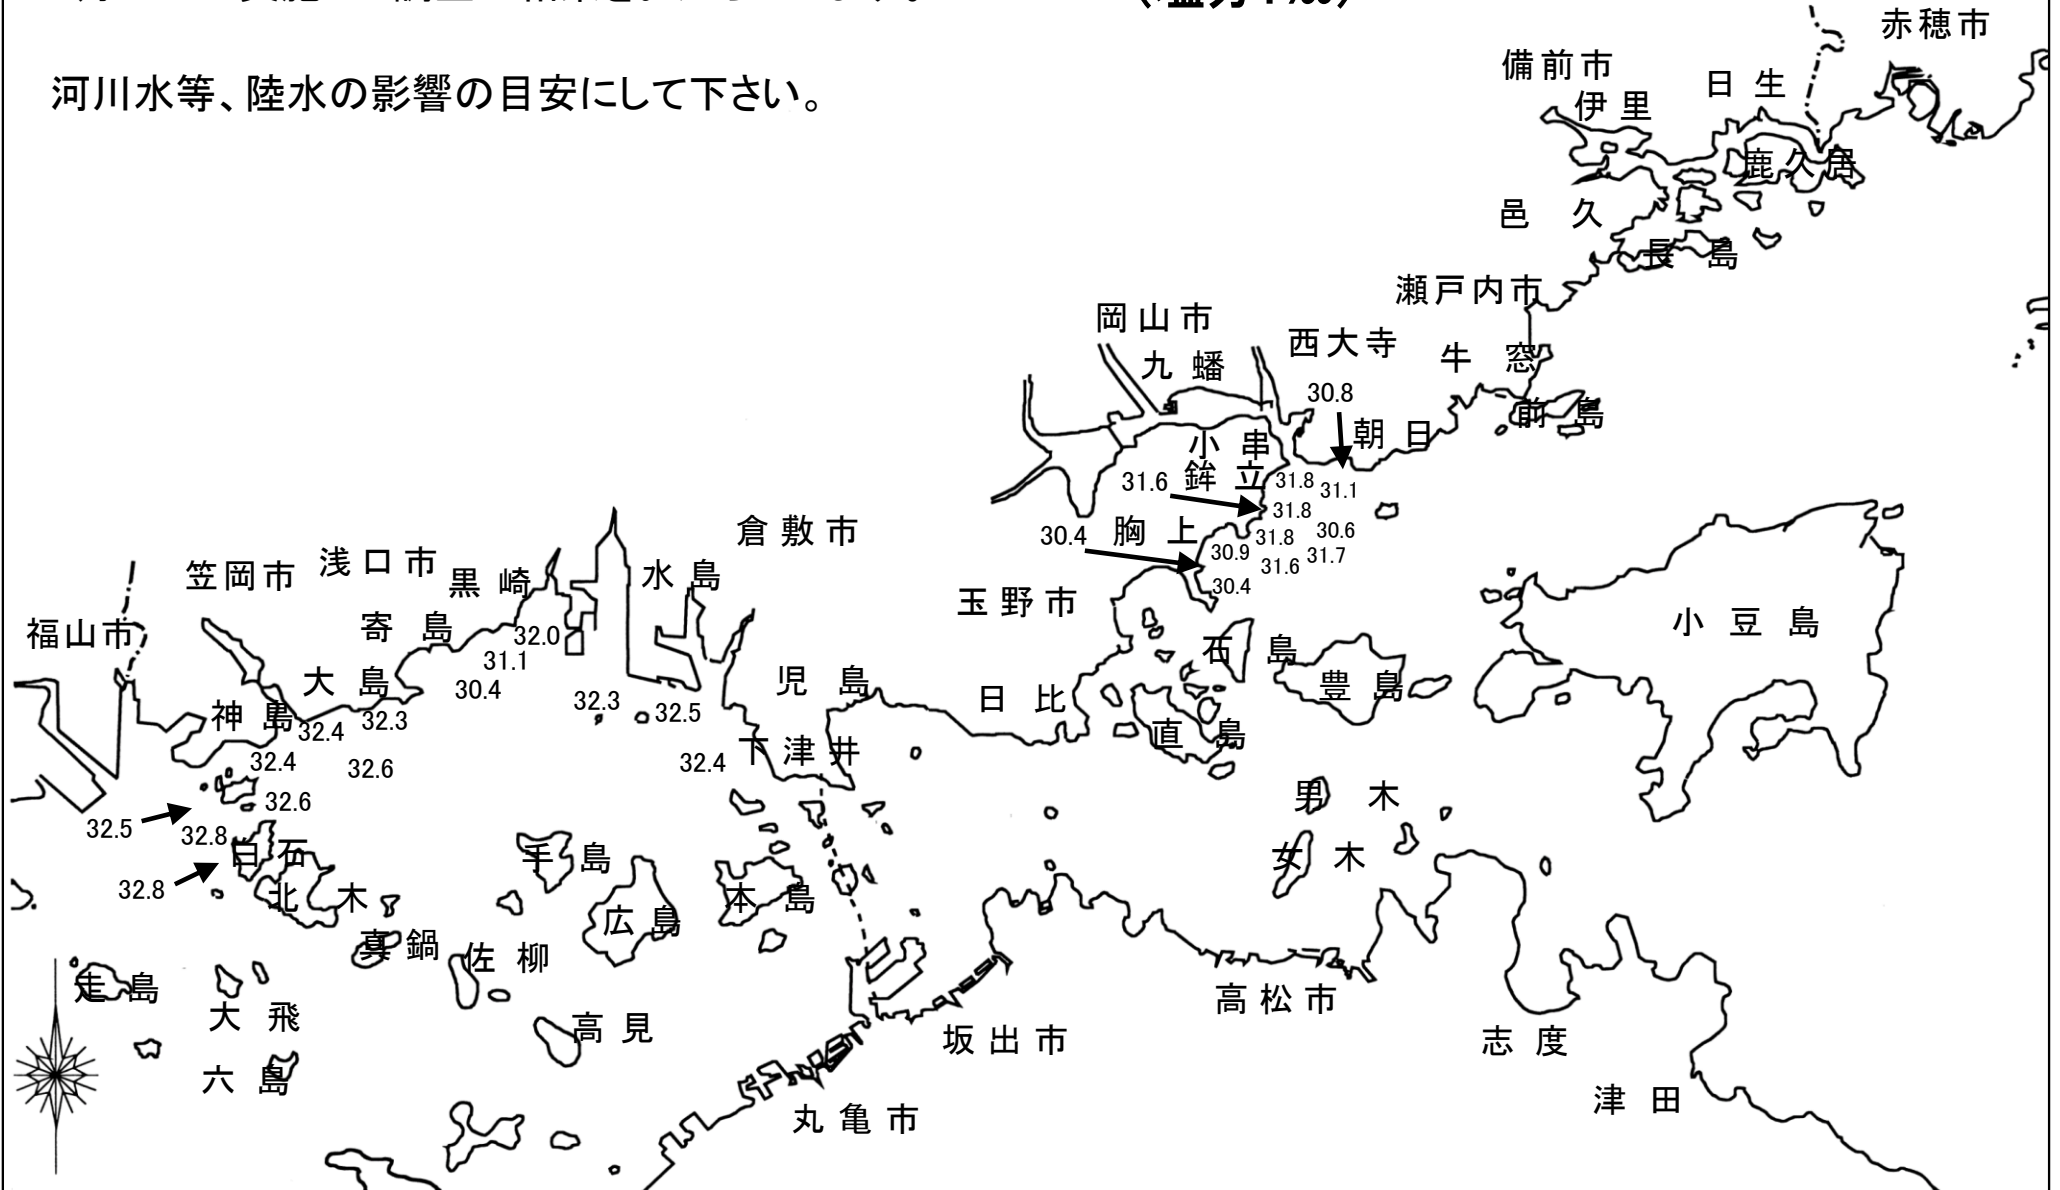 (塩分:‰)
河川水等、陸水の影響の目安にして下さい。
赤穂市
備前市
日生
伊里
鹿久居
邑久
長島
瀬戸内市
岡山市
西大寺
九蟠
牛窓
30.8
前島
朝日
小串
31.6 鉾立 31.8 31.1
31.8
30.4 胸上 31.8 30.6
30.9 31.6 31.7
30.4
倉敷市
笠岡市 浅口市 黒崎 水島
玉野市
福山市 寄島 32.0
小豆島
31.1
石島
大島 30.4 児島
豊島
日比
神島 32.4 32.3 32.3 32.5
直島
32.4 32.6 32.4 下津井
32.6
男木
32.5 32.8
白石 手島
女木
32.8 北木 本島
広島
真鍋 佐柳
走島
高松市
大飛
高見 坂出市 志度
六島
津田
丸亀市